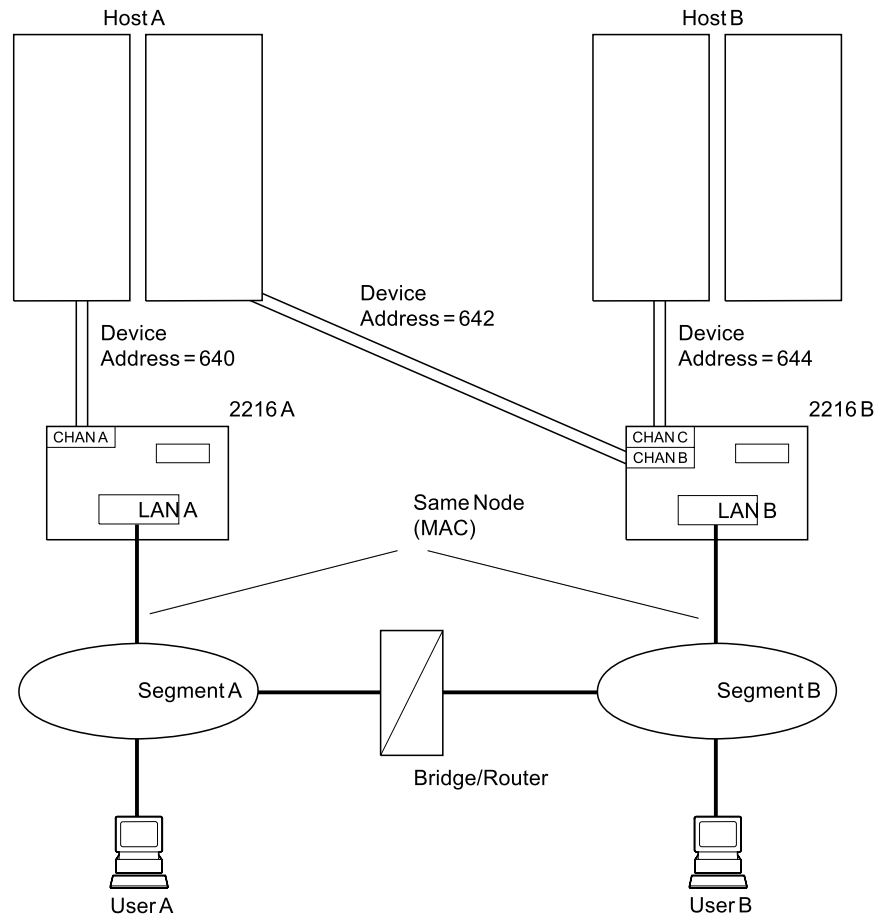 Host A
Host B
Device
Address = 642
Device
Address = 640
Device
Address = 644
2216 A
2216 B
CHAN A
CHAN C
CHAN B
LAN A
LAN B
Same Node
(MAC)
Segment A
Segment B
Bridge/Router
User A
User B